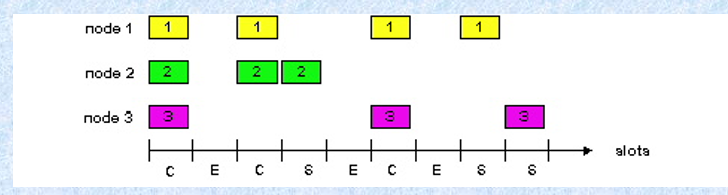 node 1 1 1 1 1
node 2 2 2 2
node 3 3 3 3
slots
C E C S E C E S S